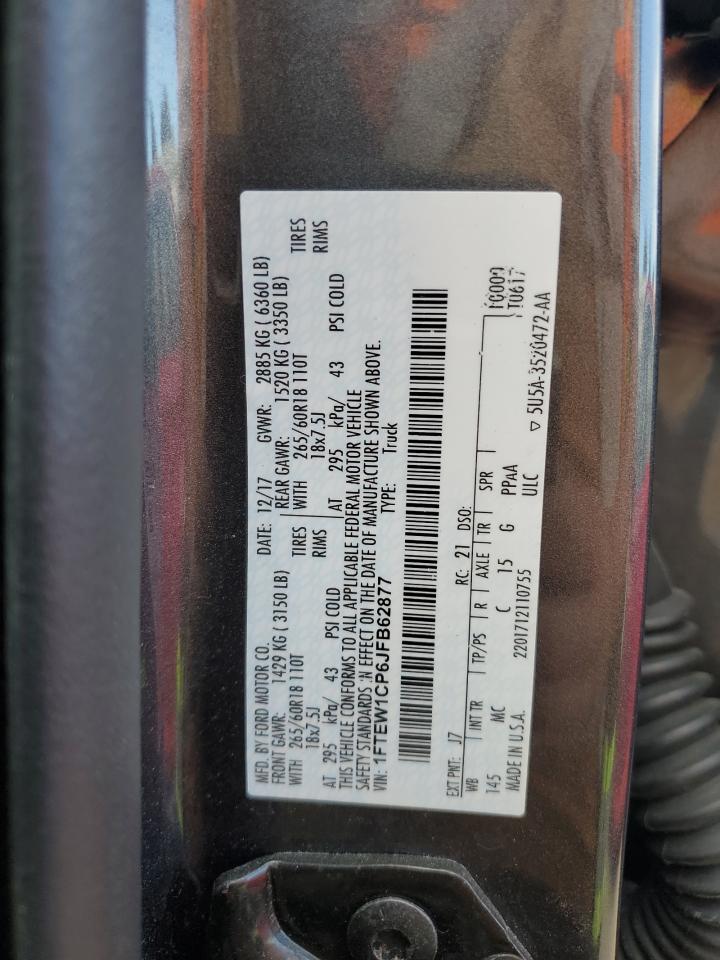 MFD. BY FORD MOTOR CO. DATE: 12/17 GVWR: 2885 KG ( 6360 LB)
FRONT GAWR: 1429 KG ( 3150 LB) REAR GAWR: 1520 KG ( 3350 LB)
WITH 265/60R18 110T TIRES WITH 265/60R18 110T TIRES
18x7.5J RIMS 18x7.5J RIMS
AT 295 kPa/ 43 PSI COLD AT 295 kPa/ 43 PSI COLD
THIS VEHICLE CONFORMS TO ALL APPLICABLE FEDERAL MOTOR VEHICLE
SAFETY STANDARDS IN EFFECT ON THE DATE OF MANUFACTURE SHOWN ABOVE.
VIN: 1FTEW1CP6JFB62877 TYPE: Truck
EXT PNT: J7 RC: 21 DSO:
WB INT TR TP/PS R AXLE TR SPR 10000
145 MC C 15 G PPAA 10617
MADE IN U.S.A. 2201712110755 ULC
▽ 5U5A-3520472-AA